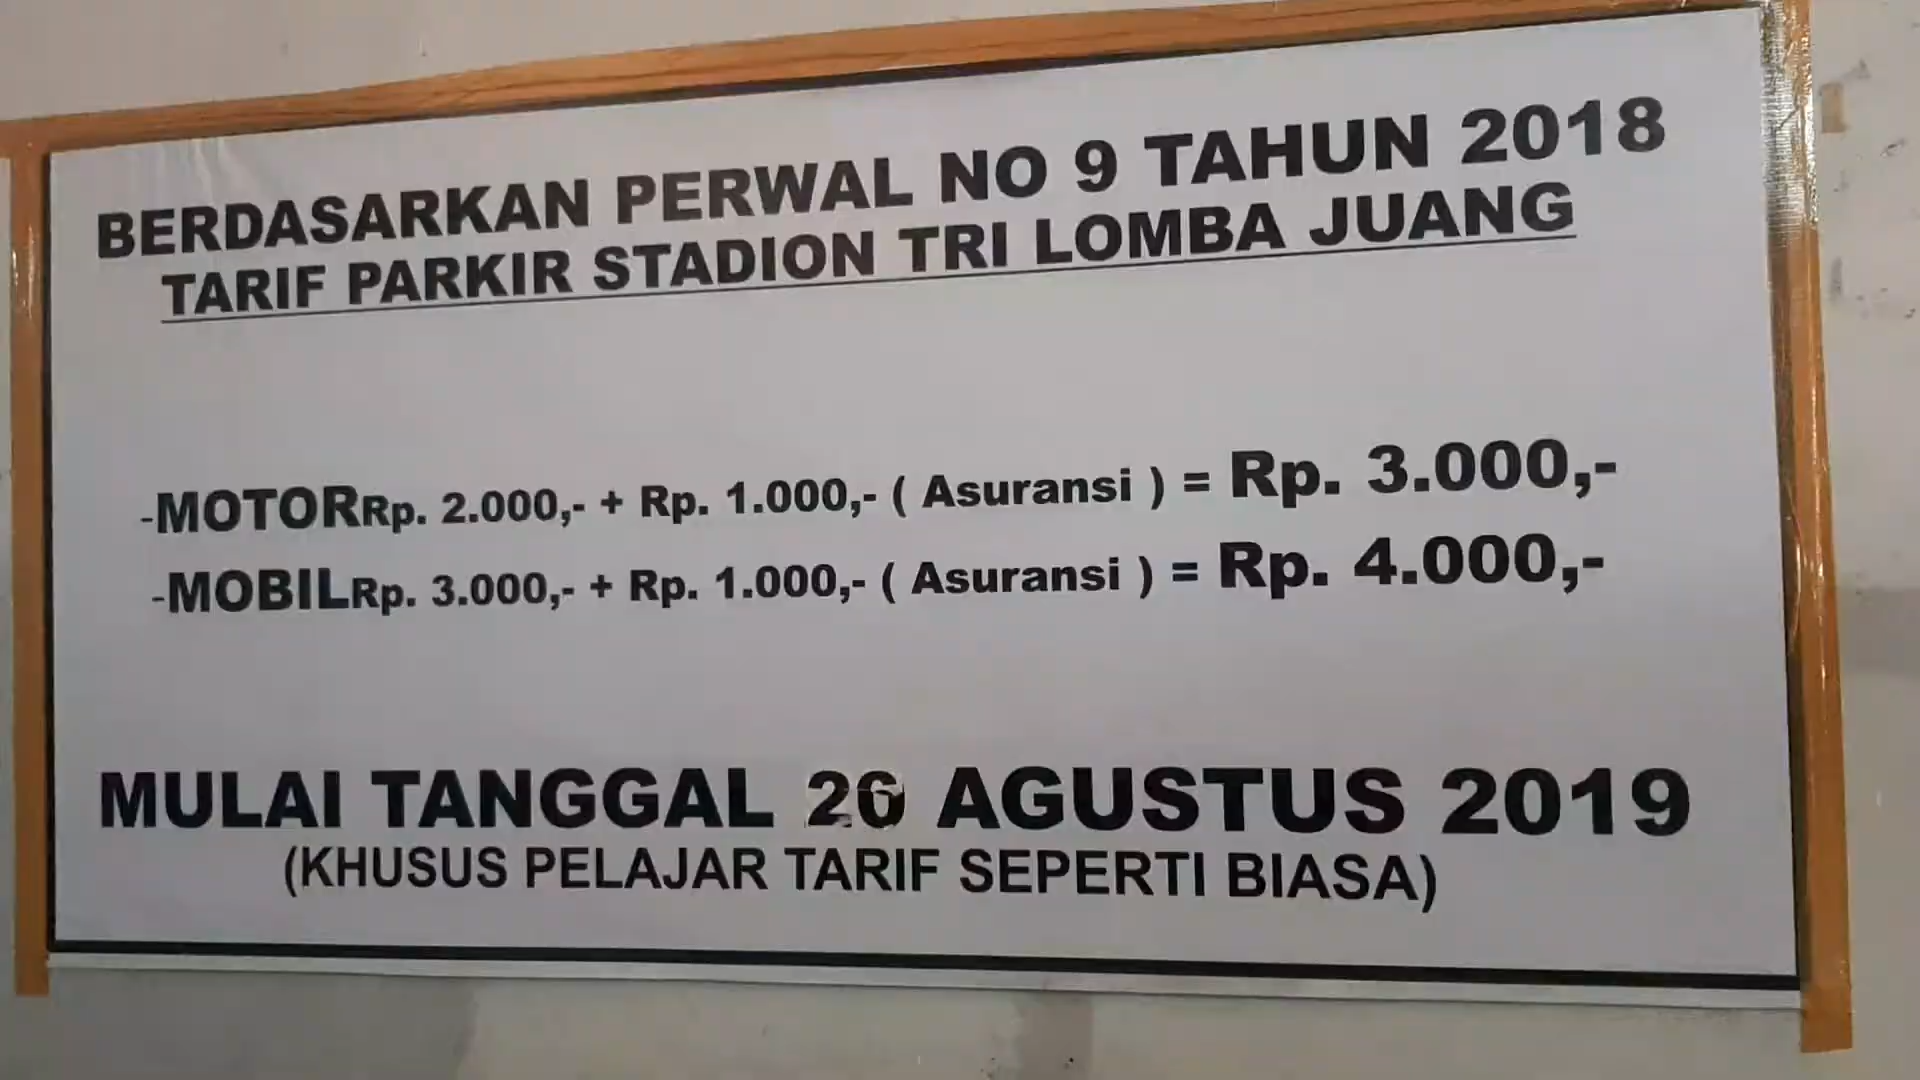 BERDASARKAN PERWAL NO 9 TAHUN 2018
TARIF PARKIR STADION TRI LOMBA JUANG
-MOTORRp. 2.000,- + Rp. 1.000,- ( Asuransi ) = Rp. 3.000,-
-MOBILRp. 3.000,- + Rp. 1.000,- ( Asuransi ) = Rp. 4.000,-
MULAI TANGGAL 26 AGUSTUS 2019
(KHUSUS PELAJAR TARIF SEPERTI BIASA)